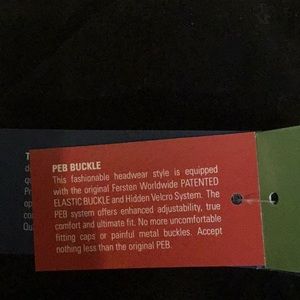 PEB BUCKLE
This fashionable headwear style is equipped
with the original Fersten Worldwide PATENTED
ELASTIC BUCKLE and Hidden Velcro System. The
PEB system offers enhanced adjustability, true
comfort and ultimate fit. No more uncomfortable
fitting caps or painful metal buckles. Accept
nothing less than the original PEB.